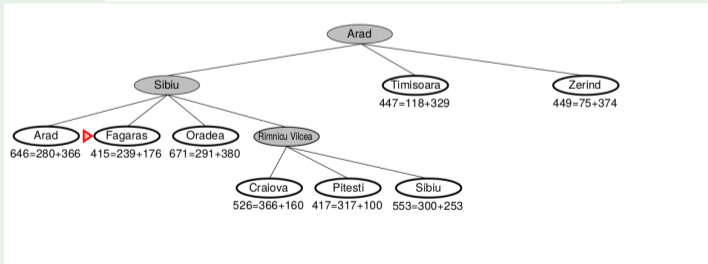 Arad
Sibiu
Timisoara
Zerind
447=118+329
449=75+374
Arad
Fagaras
Oradea
Rimnicu Vilcea
646=280+366
415=239+176
671=291+380
Craiova
Pitesti
Sibiu
526=366+160
417=317+100
553=300+253